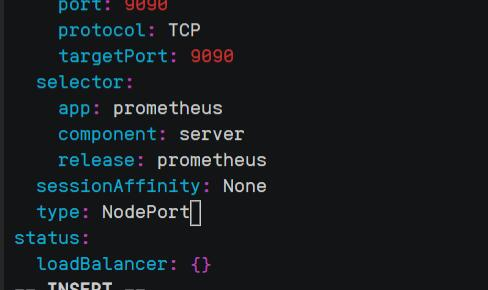 port: 9090
protocol: TCP
targetPort: 9090
selector:
app: prometheus
component: server
release: prometheus
sessionAffinity: None
type: NodePort
status:
loadBalancer: {}
-- INSERT --